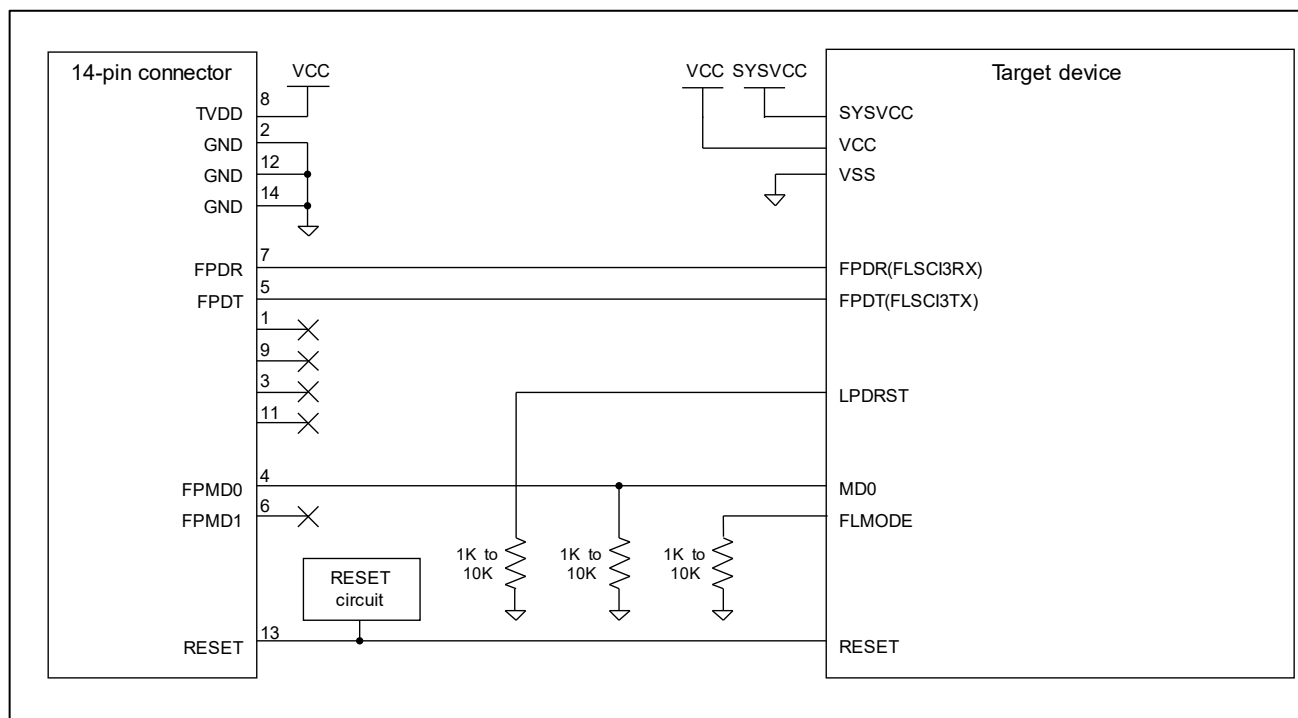 14-pin connector
VCC
8
TVDD
2
GND
12
GND
14
GND
7
FPDR
5
FPDT
1
9
3
11
4
FPMD0
6
FPMD1
RESET
circuit
13
RESET
1K to
10K
1K to
10K
1K to
10K
VCC SYSVCC
Target device
SYSVCC
VCC
VSS
FPDR(FLSCI3RX)
FPDT(FLSCI3TX)
LPDRST
MD0
FLMODE
RESET